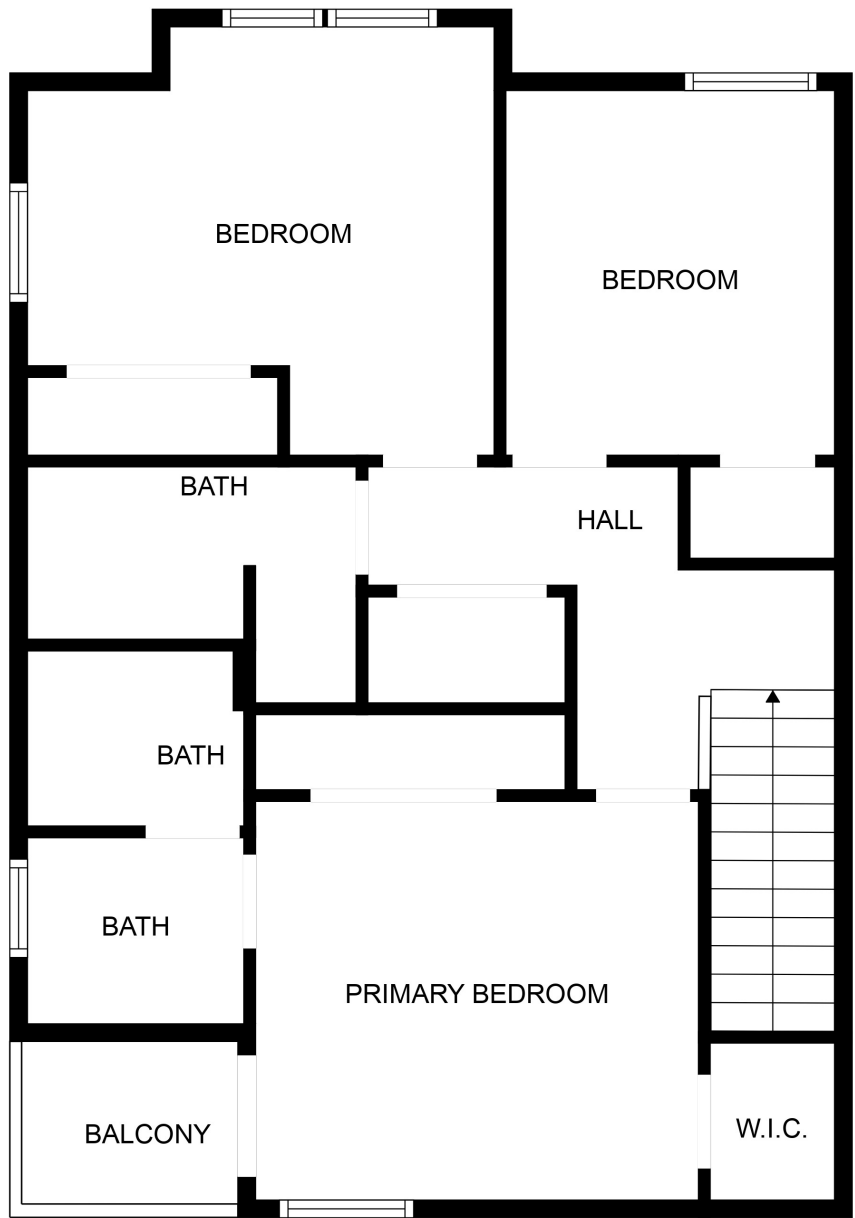 BEDROOM
BEDROOM
BATH
HALL
BATH
BATH
PRIMARY BEDROOM
BALCONY
W.I.C.